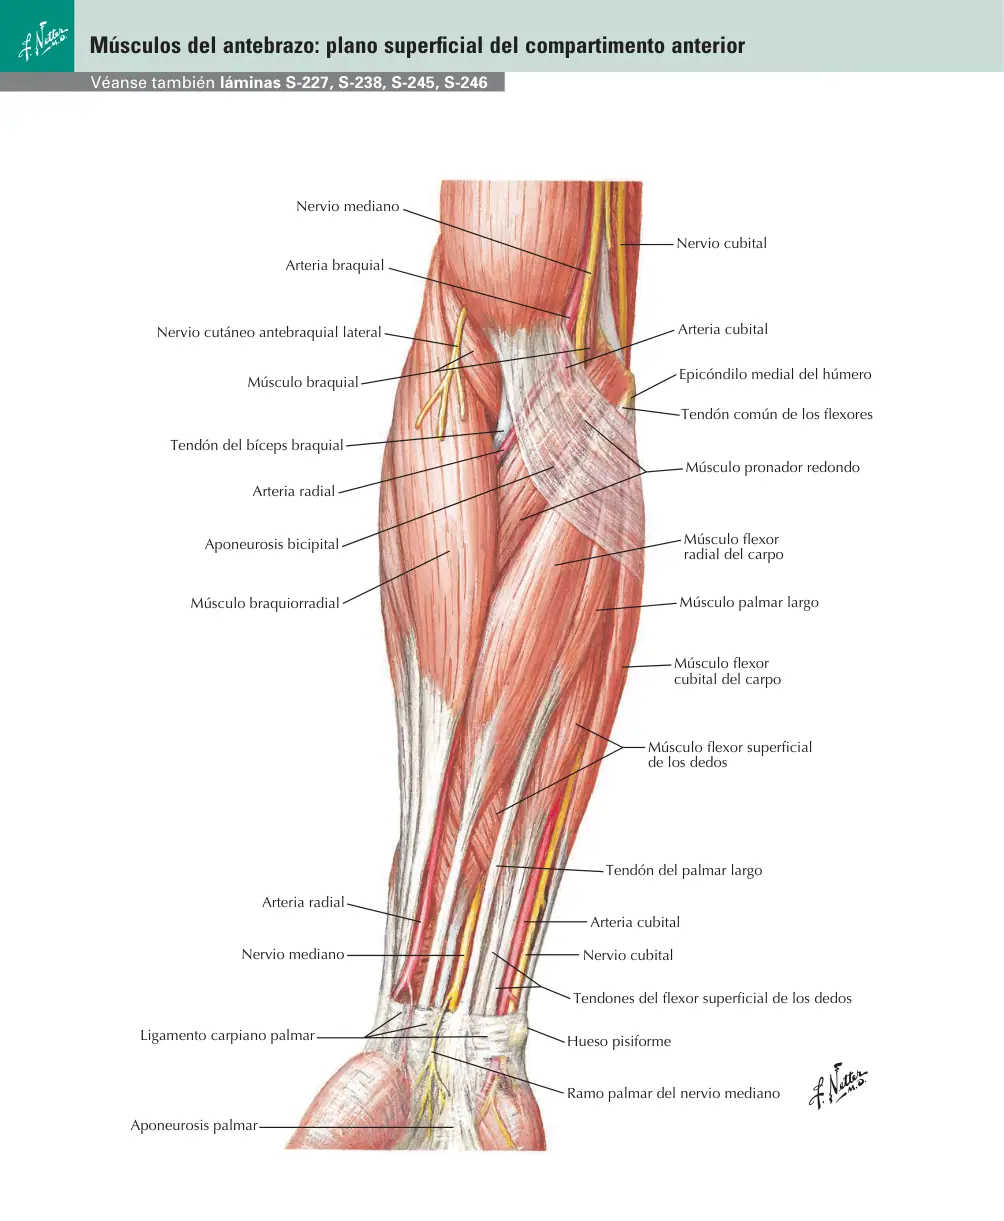 F. Netter M.D.
Músculos del antebrazo: plano superficial del compartimento anterior
Véanse también láminas S-227, S-238, S-245, S-246
Nervio mediano
Arteria braquial
Nervio cutáneo antebraquial lateral
Músculo braquial
Tendón del bíceps braquial
Arteria radial
Aponeurosis bicipital
Músculo braquiorradial
Arteria radial
Nervio mediano
Ligamento carpiano palmar
Aponeurosis palmar
Nervio cubital
Arteria cubital
Epicóndilo medial del húmero
Tendón común de los flexores
Músculo pronador redondo
Músculo flexor
radial del carpo
Músculo palmar largo
Músculo flexor
cubital del carpo
Músculo flexor superficial
de los dedos
Tendón del palmar largo
Arteria cubital
Nervio cubital
Tendones del flexor superficial de los dedos
Hueso pisiforme
Ramo palmar del nervio mediano
F. Netter M.D.